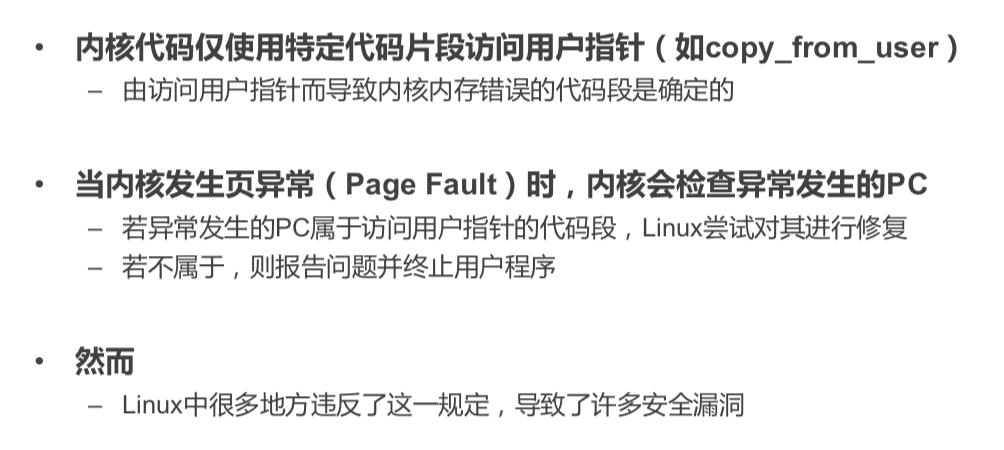 • 内核代码仅使用特定代码片段访问用户指针（如copy_from_user）
– 由访问用户指针而导致内核内存错误的代码段是确定的
• 当内核发生页异常（Page Fault）时，内核会检查异常发生的PC
– 若异常发生的PC属于访问用户指针的代码段，Linux尝试对其进行修复
– 若不属于，则报告问题并终止用户程序
• 然而
– Linux中很多地方违反了这一规定，导致了许多安全漏洞